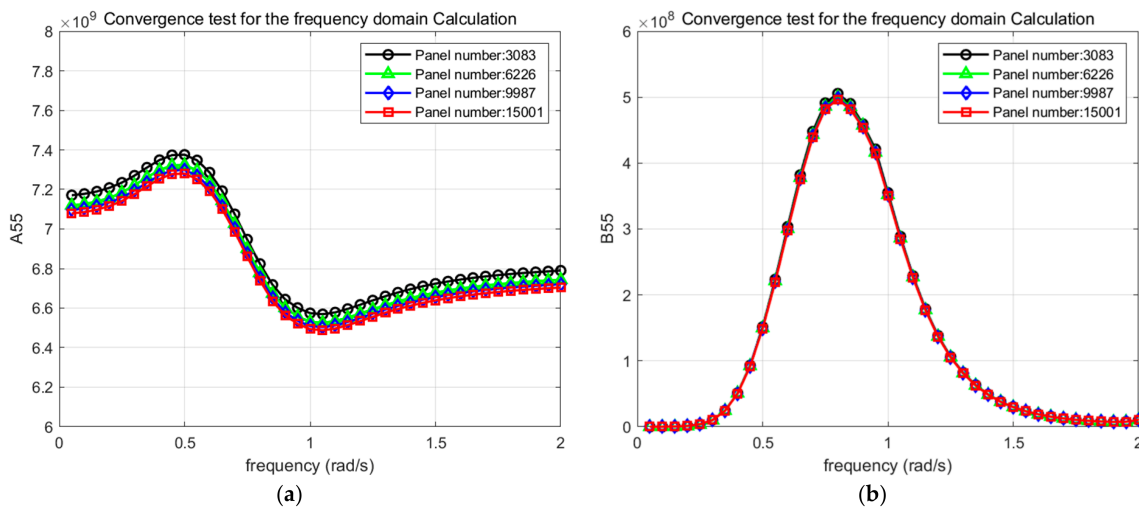 ×10⁹ Convergence test for the frequency domain Calculation
8
7.8
7.6
7.4
7.2
7
6.8
6.6
6.4
6.2
6
A55
Panel number:3083
Panel number:6226
Panel number:9987
Panel number:15001
0 0.5 1 1.5 2
frequency (rad/s)
(a)
×10⁸ Convergence test for the frequency domain Calculation
6
5
4
3
2
1
0
B55
Panel number:3083
Panel number:6226
Panel number:9987
Panel number:15001
0 0.5 1 1.5 2
frequency (rad/s)
(b)